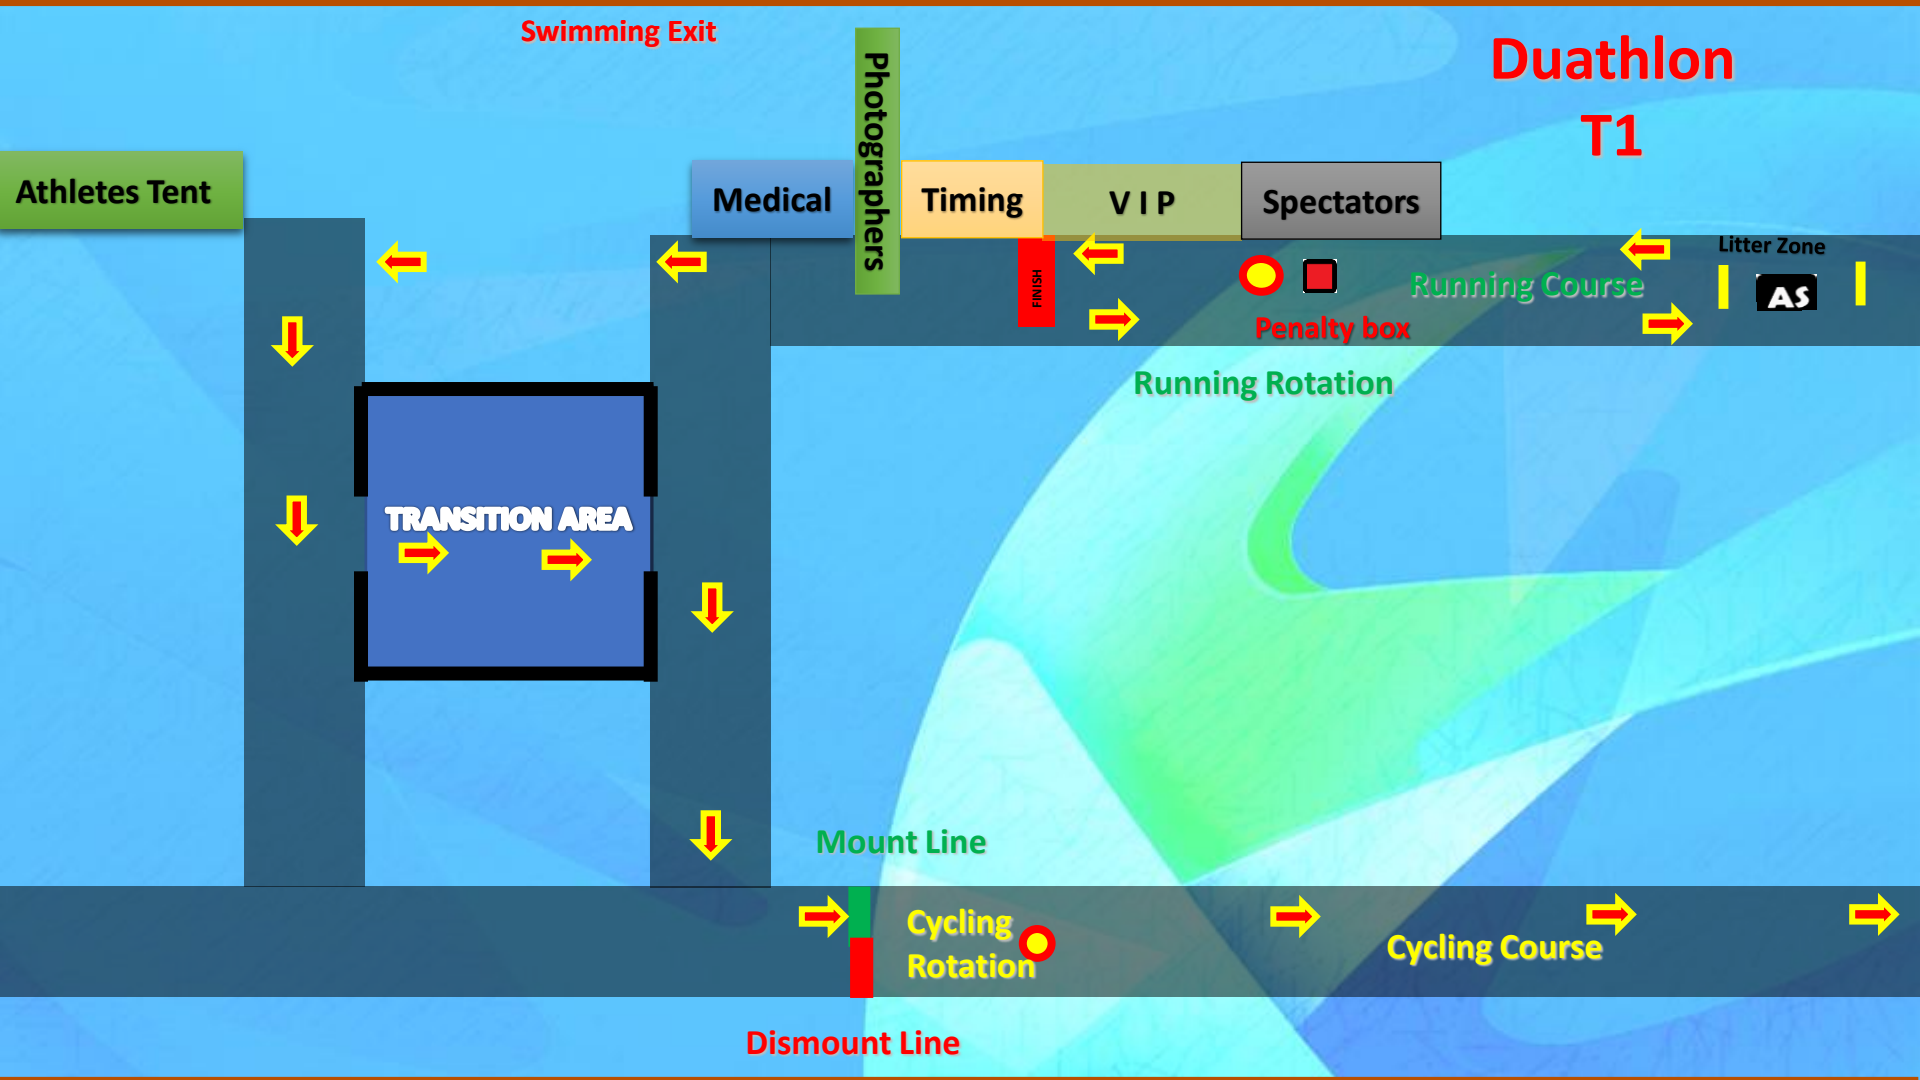 Swimming Exit
Duathlon
T1
Photographers
Athletes Tent
Medical
Timing
V I P
Spectators
Litter Zone
FINISH
Running Course
AS
Penalty box
Running Rotation
TRANSITION AREA
Mount Line
Cycling
Rotation
Cycling Course
Dismount Line